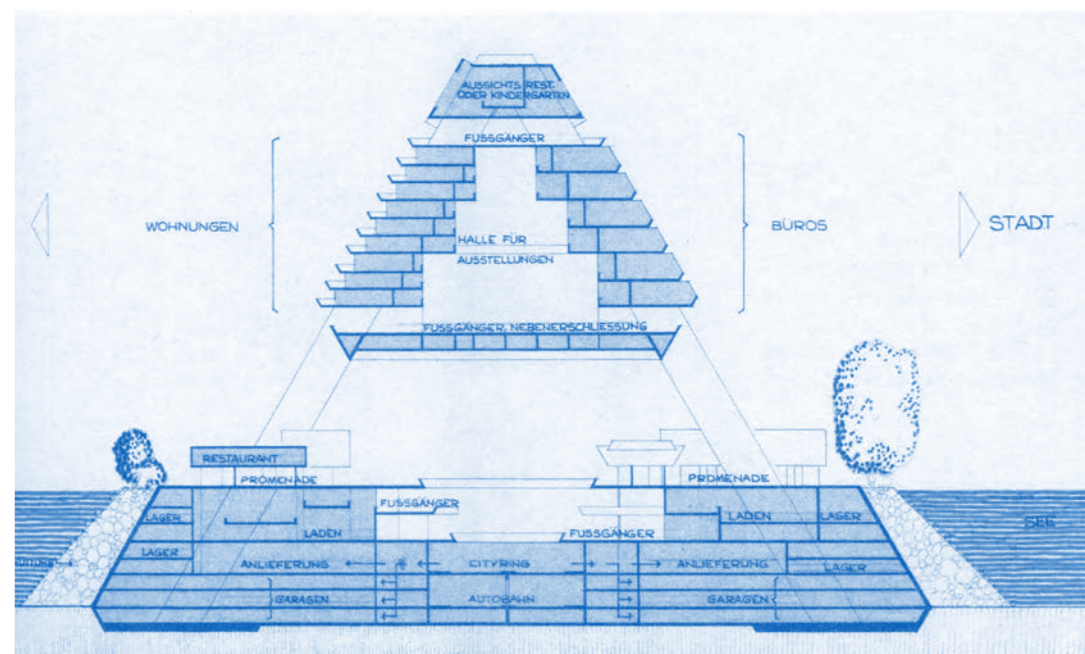 AUSSICHTS REST.
ODER KINDERGARTEN
FUSSGÄNGER
WOHNUNGEN
BÜROS
STADT
HALLE FÜR
AUSSTELLUNGEN
FUSSGÄNGER, NEBENERSCHLIESSUNG
RESTAURANT
PROMENADE
PROMENADE
FUSSGÄNGER
LAGER
LADEN
LADEN
LAGER
SEE
FUSSGÄNGER
LAGER
ANLIEFERUNG
CITYRING
ANLIEFERUNG
LAGER
GARAGEN
AUTOBAHN
GARAGEN